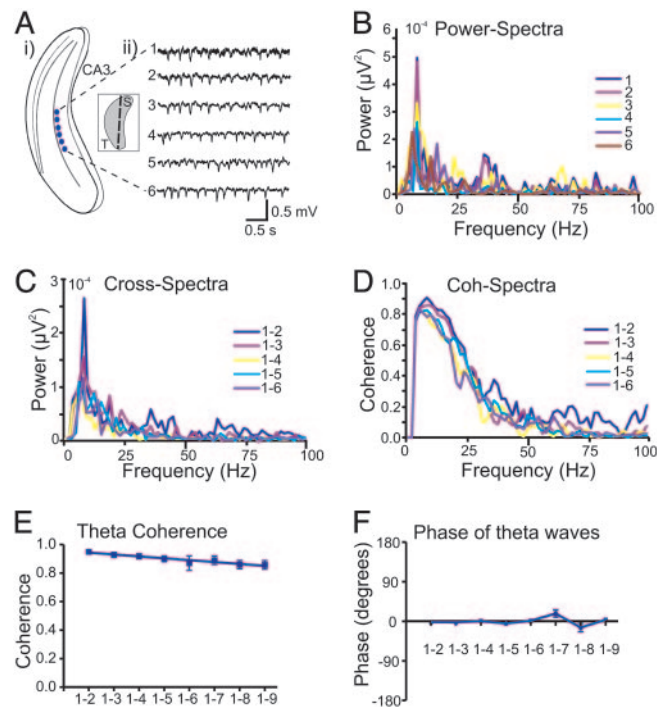 A
i)
ii)
CA3
S
T
1
2
3
4
5
6
0.5 mV
0.5 s
B
10⁻⁴ Power-Spectra
Power (μV²)
6
5
4
3
2
1
0
0 25 50 75 100
Frequency (Hz)
1
2
3
4
5
6
C
10⁻⁴ Cross-Spectra
Power (μV²)
3
2
1
0
0 25 50 75 100
Frequency (Hz)
1-2
1-3
1-4
1-5
1-6
D
Coh-Spectra
Coherence
1.0
0.8
0.6
0.4
0.2
0
0 25 50 75 100
Frequency (Hz)
1-2
1-3
1-4
1-5
1-6
E
Theta Coherence
Coherence
1.0
0.8
0.6
0.4
0.2
0.0
1-2 1-3 1-4 1-5 1-6 1-7 1-8 1-9
F
Phase of theta waves
Phase (degrees)
180
90
0
-90
-180
1-2 1-3 1-4 1-5 1-6 1-7 1-8 1-9